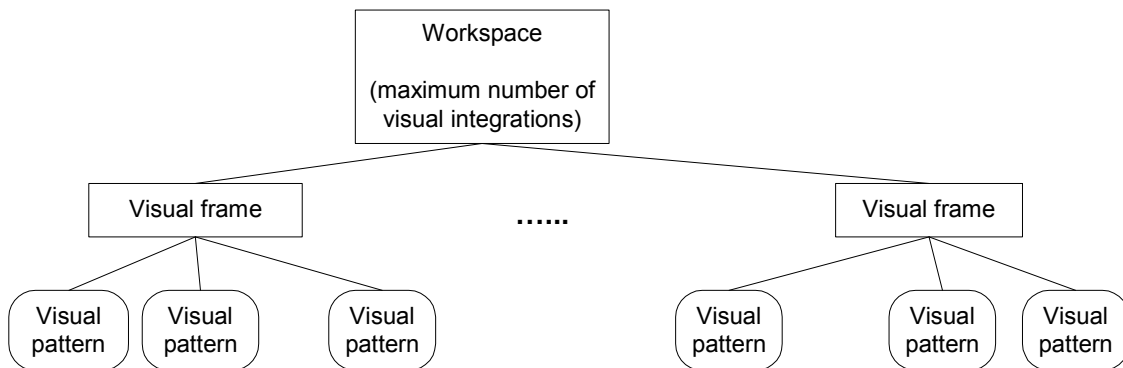 Workspace
(maximum number of
visual integrations)
Visual frame
…...
Visual frame
Visual
pattern
Visual
pattern
Visual
pattern
Visual
pattern
Visual
pattern
Visual
pattern